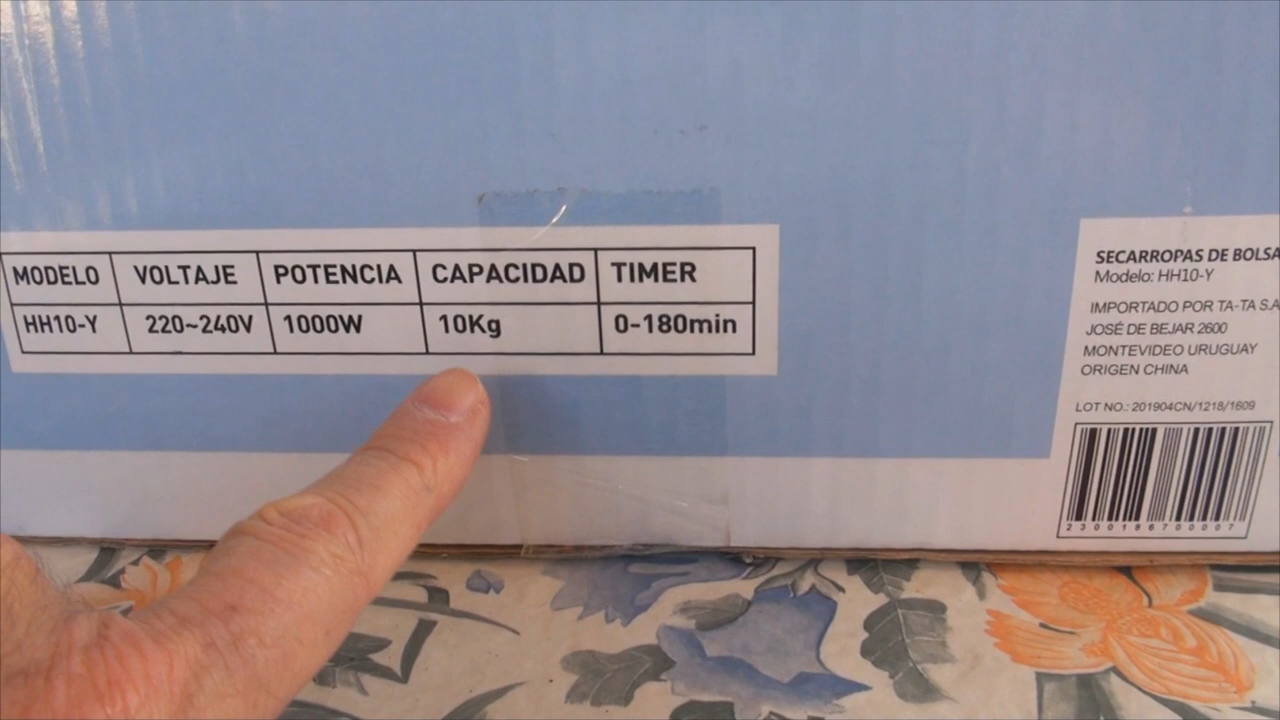 MODELO VOLTAJE POTENCIA CAPACIDAD TIMER
HH10-Y 220~240V 1000W 10Kg 0-180min
SECARROPAS DE BOLSA
Modelo: HH10-Y
IMPORTADO POR TA-TA S.A
JOSÉ DE BEJAR 2600
MONTEVIDEO URUGUAY
ORIGEN CHINA
LOT NO.: 201904CN/1218/1609
2300186700007